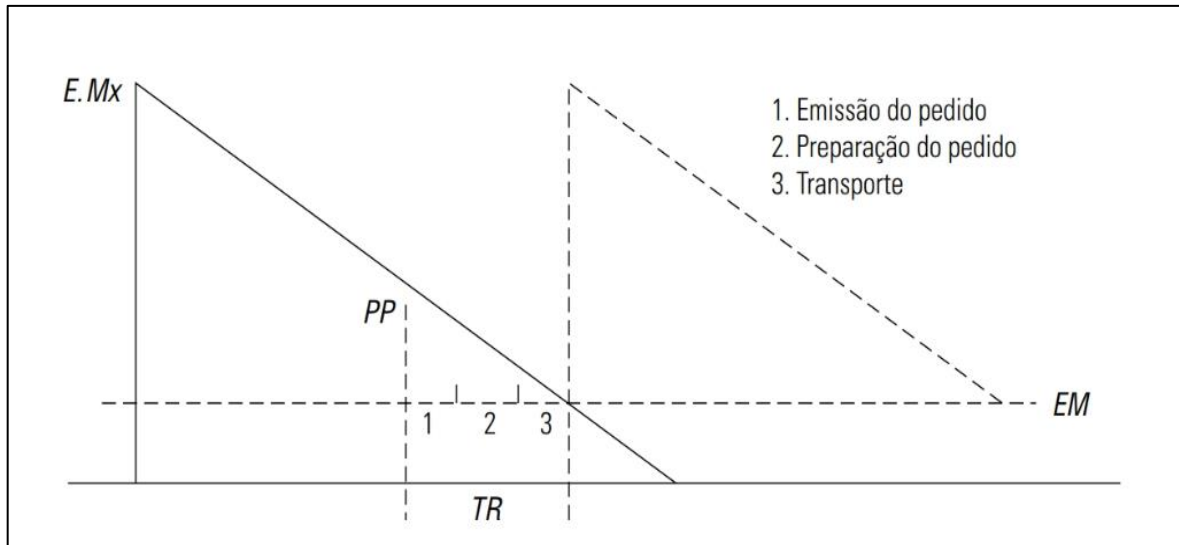 E.Mx
1. Emissão do pedido
2. Preparação do pedido
3. Transporte
PP
1 2 3
EM
TR